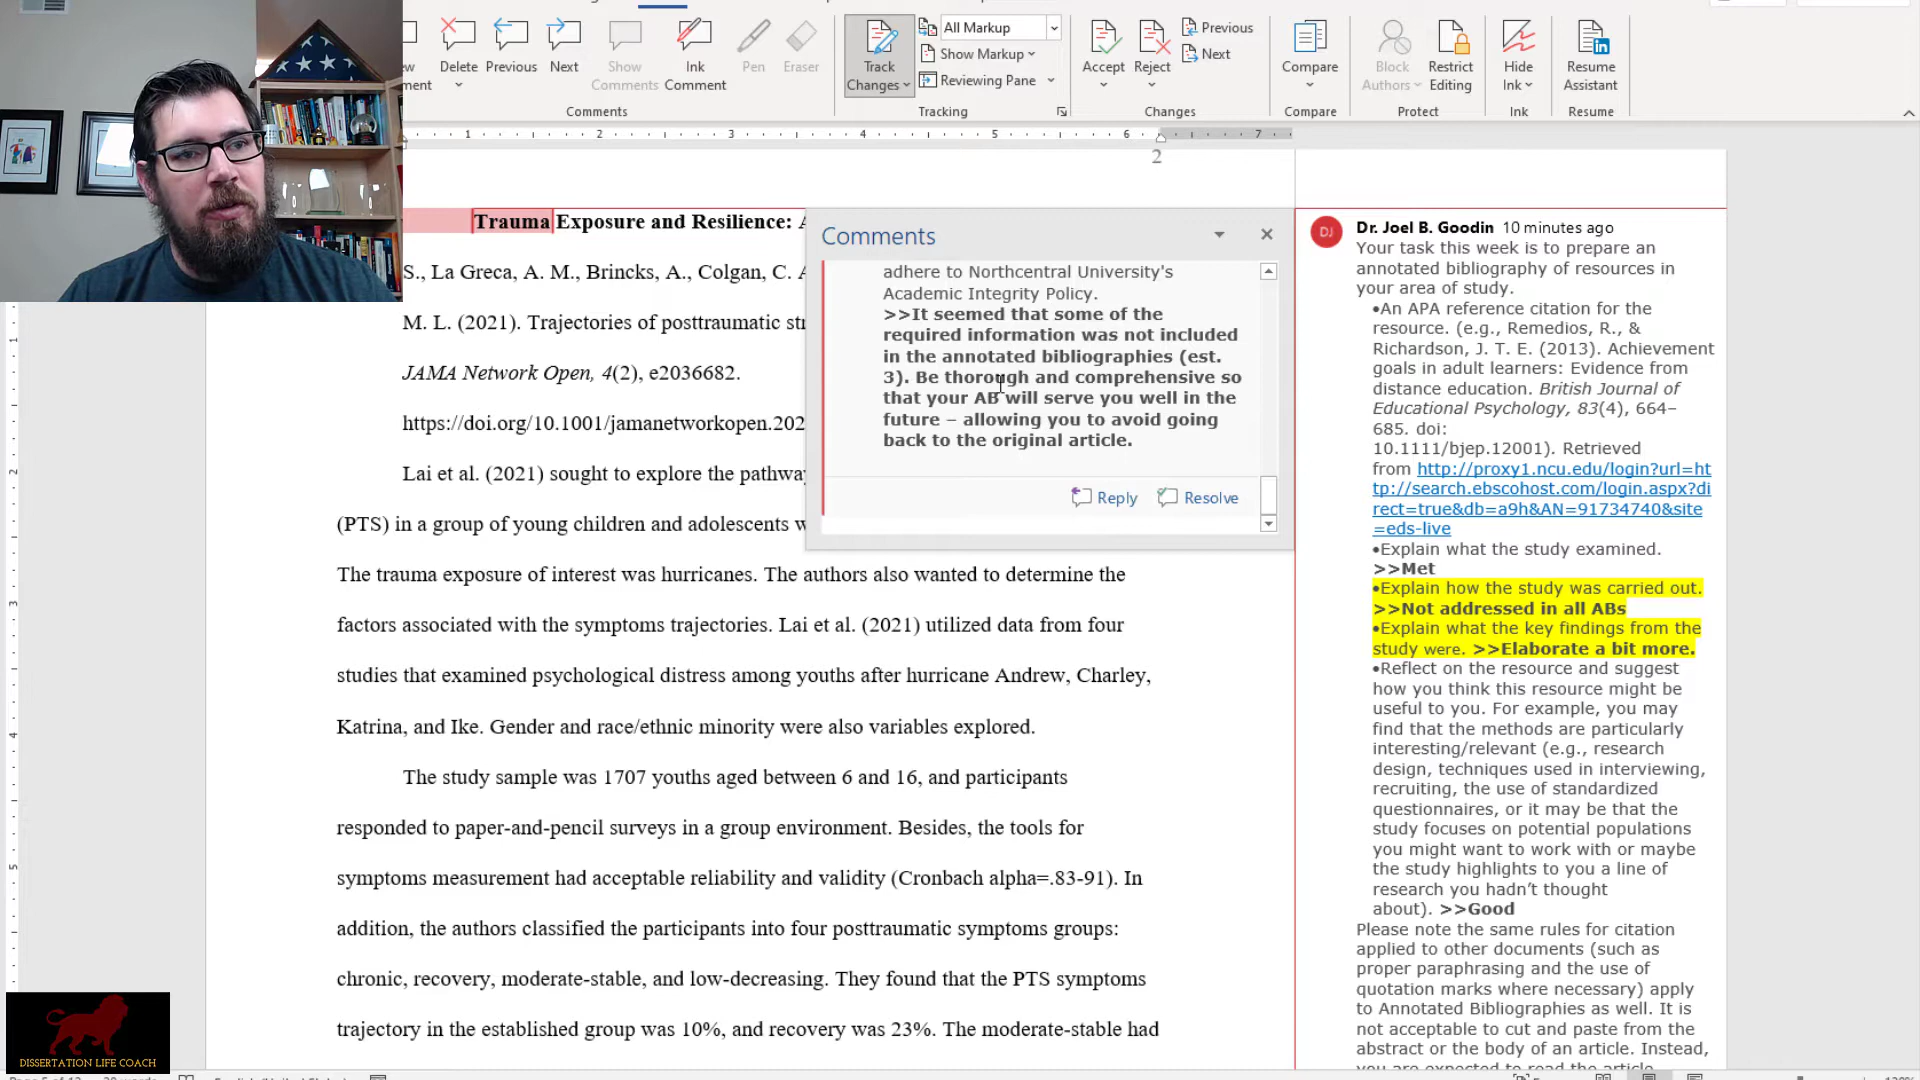 Delete
Previous
Next
Show
Comments
Ink
Comment
Pen
Eraser
ment
Comments
Track
Changes
All Markup
Show Markup
Reviewing Pane
Tracking
Accept
Reject
Previous
Next
Changes
Compare
Compare
Block
Authors
Restrict
Editing
Protect
Hide
Ink
Ink
Resume
Assistant
Resume
1 2 3 5 6 7
2
Trauma Exposure and Resilience: A
S., La Greca, A. M., Brincks, A., Colgan, C. A
M. L. (2021). Trajectories of posttraumatic str
JAMA Network Open, 4(2), e2036682.
https://doi.org/10.1001/jamanetworkopen.202
Lai et al. (2021) sought to explore the pathway
(PTS) in a group of young children and adolescents w
The trauma exposure of interest was hurricanes. The authors also wanted to determine the
factors associated with the symptoms trajectories. Lai et al. (2021) utilized data from four
studies that examined psychological distress among youths after hurricane Andrew, Charley,
Katrina, and Ike. Gender and race/ethnic minority were also variables explored.
The study sample was 1707 youths aged between 6 and 16, and participants
responded to paper-and-pencil surveys in a group environment. Besides, the tools for
symptoms measurement had acceptable reliability and validity (Cronbach alpha=.83-91). In
addition, the authors classified the participants into four posttraumatic symptoms groups:
chronic, recovery, moderate-stable, and low-decreasing. They found that the PTS symptoms
trajectory in the established group was 10%, and recovery was 23%. The moderate-stable had
Comments
adhere to Northcentral University's
Academic Integrity Policy.
>>It seemed that some of the
required information was not included
in the annotated bibliographies (est.
3). Be thorough and comprehensive so
that your AB will serve you well in the
future – allowing you to avoid going
back to the original article.
Reply
Resolve
DJ
Dr. Joel B. Goodin 10 minutes ago
Your task this week is to prepare an
annotated bibliography of resources in
your area of study.
•An APA reference citation for the
resource. (e.g., Remedios, R., &
Richardson, J. T. E. (2013). Achievement
goals in adult learners: Evidence from
distance education. British Journal of
Educational Psychology, 83(4), 664–
685. doi:
10.1111/bjep.12001). Retrieved
from http://proxy1.ncu.edu/login?url=ht
tp://search.ebscohost.com/login.aspx?di
rect=true&db=a9h&AN=91734740&site
=eds-live
•Explain what the study examined.
>>Met
•Explain how the study was carried out.
>>Not addressed in all ABs
•Explain what the key findings from the
study were. >>Elaborate a bit more.
•Reflect on the resource and suggest
how you think this resource might be
useful to you. For example, you may
find that the methods are particularly
interesting/relevant (e.g., research
design, techniques used in interviewing,
recruiting, the use of standardized
questionnaires, or it may be that the
study focuses on potential populations
you might want to work with or maybe
the study highlights to you a line of
research you hadn't thought
about). >>Good
Please note the same rules for citation
applied to other documents (such as
proper paraphrasing and the use of
quotation marks where necessary) apply
to Annotated Bibliographies as well. It is
not acceptable to cut and paste from the
abstract or the body of an article. Instead,
you are expected to read the article
1
2
3
5
DISSERTATION LIFE COACH